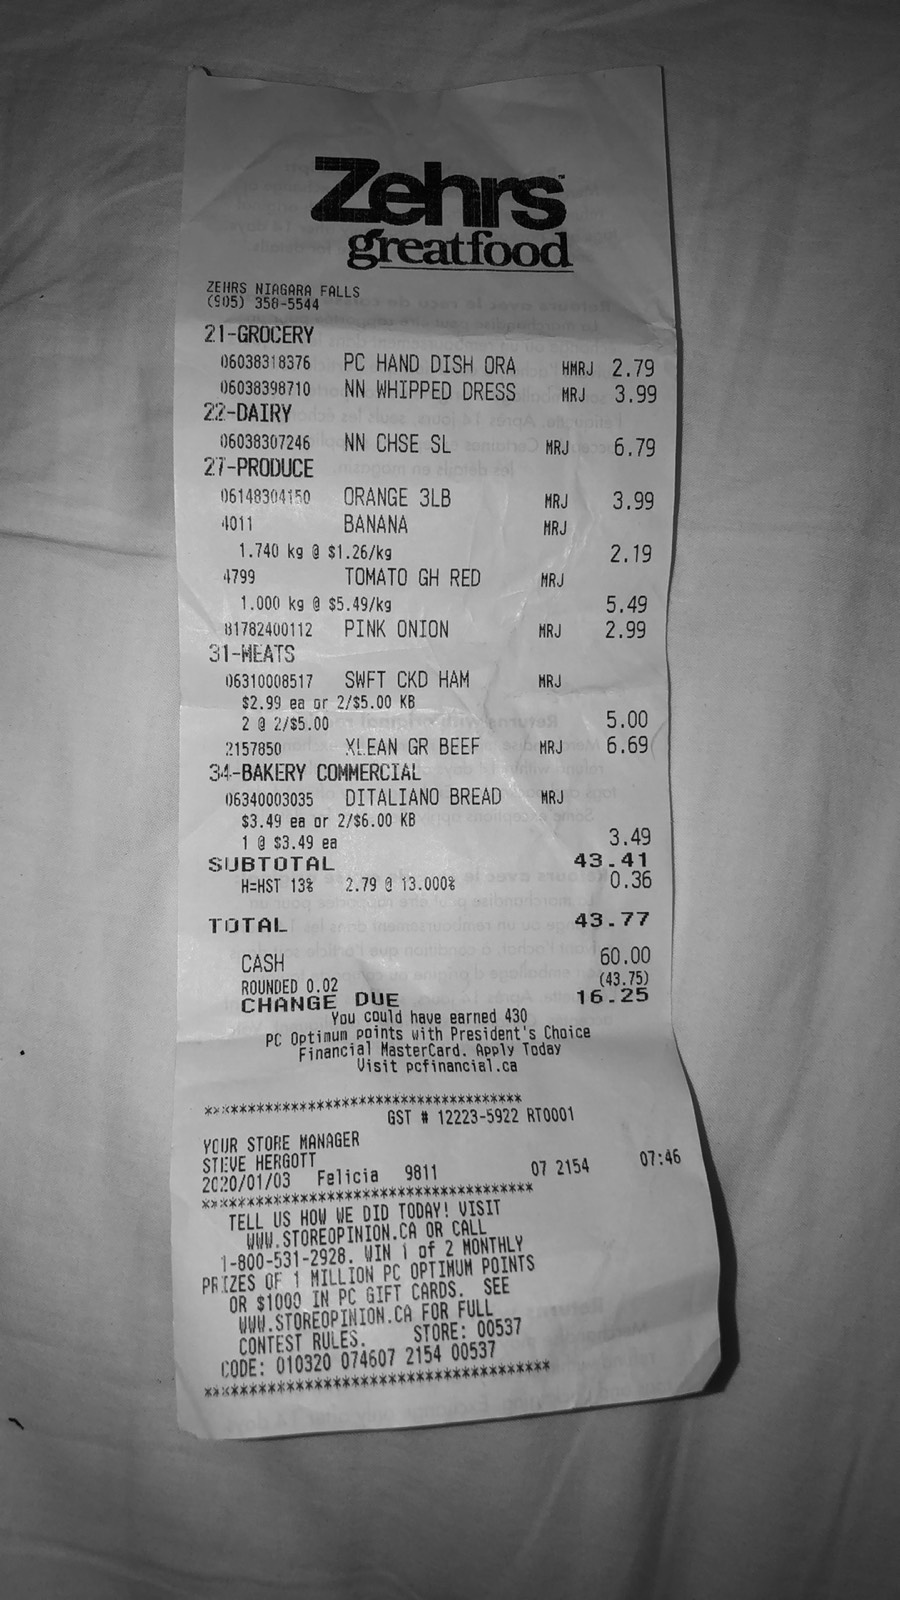 Zehrs™
greatfood
ZEHRS NIAGARA FALLS
(905) 358-5544
21-GROCERY
06038318376 PC HAND DISH ORA HMRJ 2.79
06038398710 NN WHIPPED DRESS MRJ 3.99
22-DAIRY
06038307246 NN CHSE SL MRJ 6.79
27-PRODUCE
06148304150 ORANGE 3LB MRJ 3.99
4011 BANANA MRJ
1.740 kg @ $1.26/kg 2.19
4799 TOMATO GH RED MRJ
1.000 kg @ $5.49/kg 5.49
81782400112 PINK ONION MRJ 2.99
31-MEATS
06310008517 SWFT CKD HAM MRJ
$2.99 ea or 2/$5.00 KB
2 @ 2/$5.00 5.00
2157850 XLEAN GR BEEF MRJ 6.69
34-BAKERY COMMERCIAL
06340003035 DITALIANO BREAD MRJ
$3.49 ea or 2/$6.00 KB
1 @ $3.49 ea 3.49
SUBTOTAL 43.41
H=HST 13% 2.79 @ 13.000% 0.36
TOTAL 43.77
CASH 60.00
ROUNDED 0.02 (43.75)
CHANGE DUE 16.25
You could have earned 430
PC Optimum points with President's Choice
Financial MasterCard. Apply Today
Visit pcfinancial.ca
****************************************
GST # 12223-5922 RT0001
YOUR STORE MANAGER
STEVE HERGOTT
2020/01/03 Felicia 9811 07 2154 07:46
****************************************
TELL US HOW WE DID TODAY! VISIT
WWW.STOREOPINION.CA OR CALL
1-800-531-2928. WIN 1 of 2 MONTHLY
PRIZES OF 1 MILLION PC OPTIMUM POINTS
OR $1000 IN PC GIFT CARDS. SEE
WWW.STOREOPINION.CA FOR FULL
CONTEST RULES. STORE: 00537
CODE: 010320 074607 2154 00537
****************************************